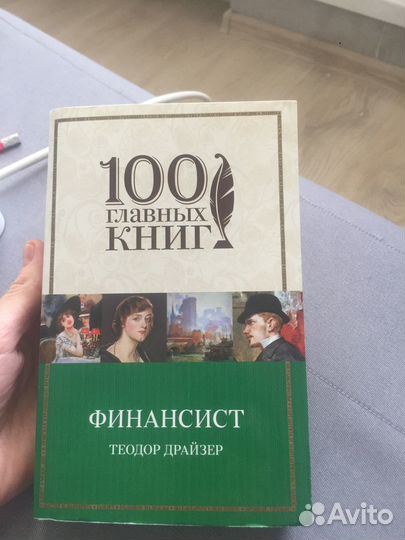 100
ГЛАВНЫХ
КНИГ
ФИНАНСИСТ
ТЕОДОР ДРАЙЗЕР
Avito